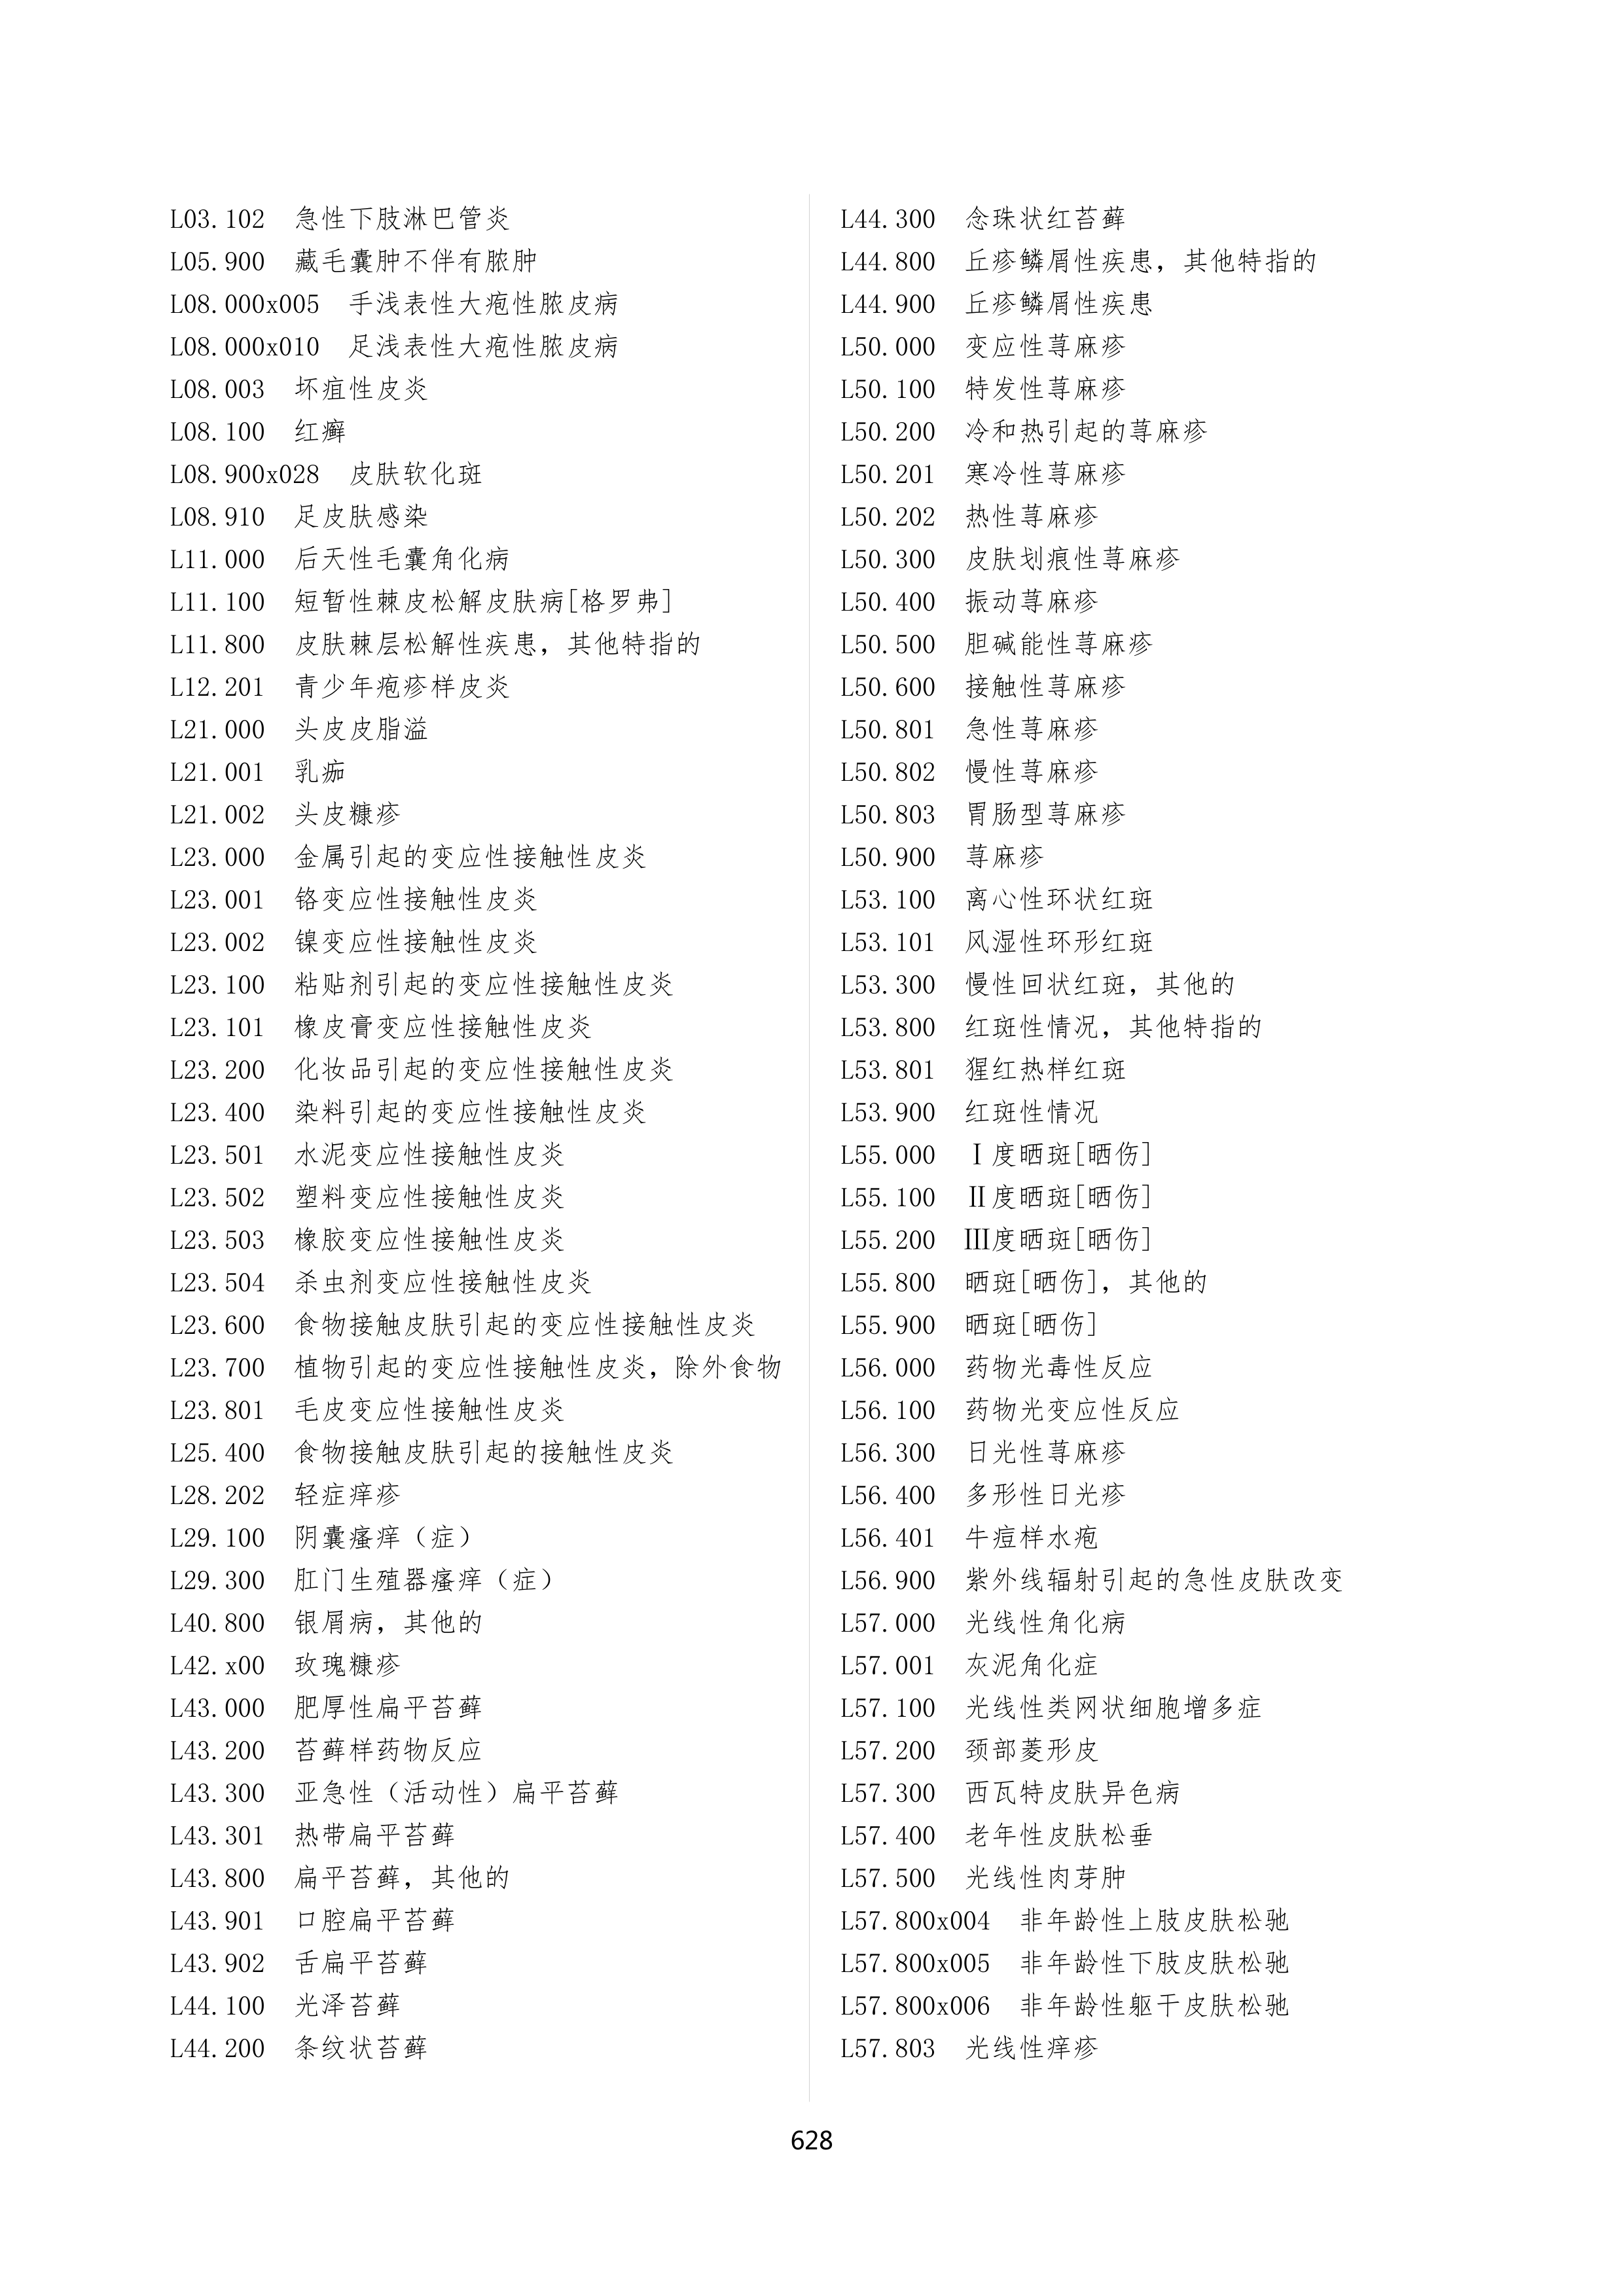 L03.102 急性下肢淋巴管炎
L05.900 藏毛囊肿不伴有脓肿
L08.000x005 手浅表性大疱性脓皮病
L08.000x010 足浅表性大疱性脓皮病
L08.003 坏疽性皮炎
L08.100 红癣
L08.900x028 皮肤软化斑
L08.910 足皮肤感染
L11.000 后天性毛囊角化病
L11.100 短暂性棘皮松解皮肤病[格罗弗]
L11.800 皮肤棘层松解性疾患，其他特指的
L12.201 青少年疱疹样皮炎
L21.000 头皮皮脂溢
L21.001 乳痂
L21.002 头皮糠疹
L23.000 金属引起的变应性接触性皮炎
L23.001 铬变应性接触性皮炎
L23.002 镍变应性接触性皮炎
L23.100 粘贴剂引起的变应性接触性皮炎
L23.101 橡皮膏变应性接触性皮炎
L23.200 化妆品引起的变应性接触性皮炎
L23.400 染料引起的变应性接触性皮炎
L23.501 水泥变应性接触性皮炎
L23.502 塑料变应性接触性皮炎
L23.503 橡胶变应性接触性皮炎
L23.504 杀虫剂变应性接触性皮炎
L23.600 食物接触皮肤引起的变应性接触性皮炎
L23.700 植物引起的变应性接触性皮炎，除外食物
L23.801 毛皮变应性接触性皮炎
L25.400 食物接触皮肤引起的接触性皮炎
L28.202 轻症痒疹
L29.100 阴囊瘙痒（症）
L29.300 肛门生殖器瘙痒（症）
L40.800 银屑病，其他的
L42.x00 玫瑰糠疹
L43.000 肥厚性扁平苔藓
L43.200 苔藓样药物反应
L43.300 亚急性（活动性）扁平苔藓
L43.301 热带扁平苔藓
L43.800 扁平苔藓，其他的
L43.901 口腔扁平苔藓
L43.902 舌扁平苔藓
L44.100 光泽苔藓
L44.200 条纹状苔藓
L44.300 念珠状红苔藓
L44.800 丘疹鳞屑性疾患，其他特指的
L44.900 丘疹鳞屑性疾患
L50.000 变应性荨麻疹
L50.100 特发性荨麻疹
L50.200 冷和热引起的荨麻疹
L50.201 寒冷性荨麻疹
L50.202 热性荨麻疹
L50.300 皮肤划痕性荨麻疹
L50.400 振动荨麻疹
L50.500 胆碱能性荨麻疹
L50.600 接触性荨麻疹
L50.801 急性荨麻疹
L50.802 慢性荨麻疹
L50.803 胃肠型荨麻疹
L50.900 荨麻疹
L53.100 离心性环状红斑
L53.101 风湿性环形红斑
L53.300 慢性回状红斑，其他的
L53.800 红斑性情况，其他特指的
L53.801 猩红热样红斑
L53.900 红斑性情况
L55.000 Ⅰ度晒斑[晒伤]
L55.100 Ⅱ度晒斑[晒伤]
L55.200 Ⅲ度晒斑[晒伤]
L55.800 晒斑[晒伤]，其他的
L55.900 晒斑[晒伤]
L56.000 药物光毒性反应
L56.100 药物光变应性反应
L56.300 日光性荨麻疹
L56.400 多形性日光疹
L56.401 牛痘样水疱
L56.900 紫外线辐射引起的急性皮肤改变
L57.000 光线性角化病
L57.001 灰泥角化症
L57.100 光线性类网状细胞增多症
L57.200 颈部菱形皮
L57.300 西瓦特皮肤异色病
L57.400 老年性皮肤松垂
L57.500 光线性肉芽肿
L57.800x004 非年龄性上肢皮肤松驰
L57.800x005 非年龄性下肢皮肤松驰
L57.800x006 非年龄性躯干皮肤松驰
L57.803 光线性痒疹
628